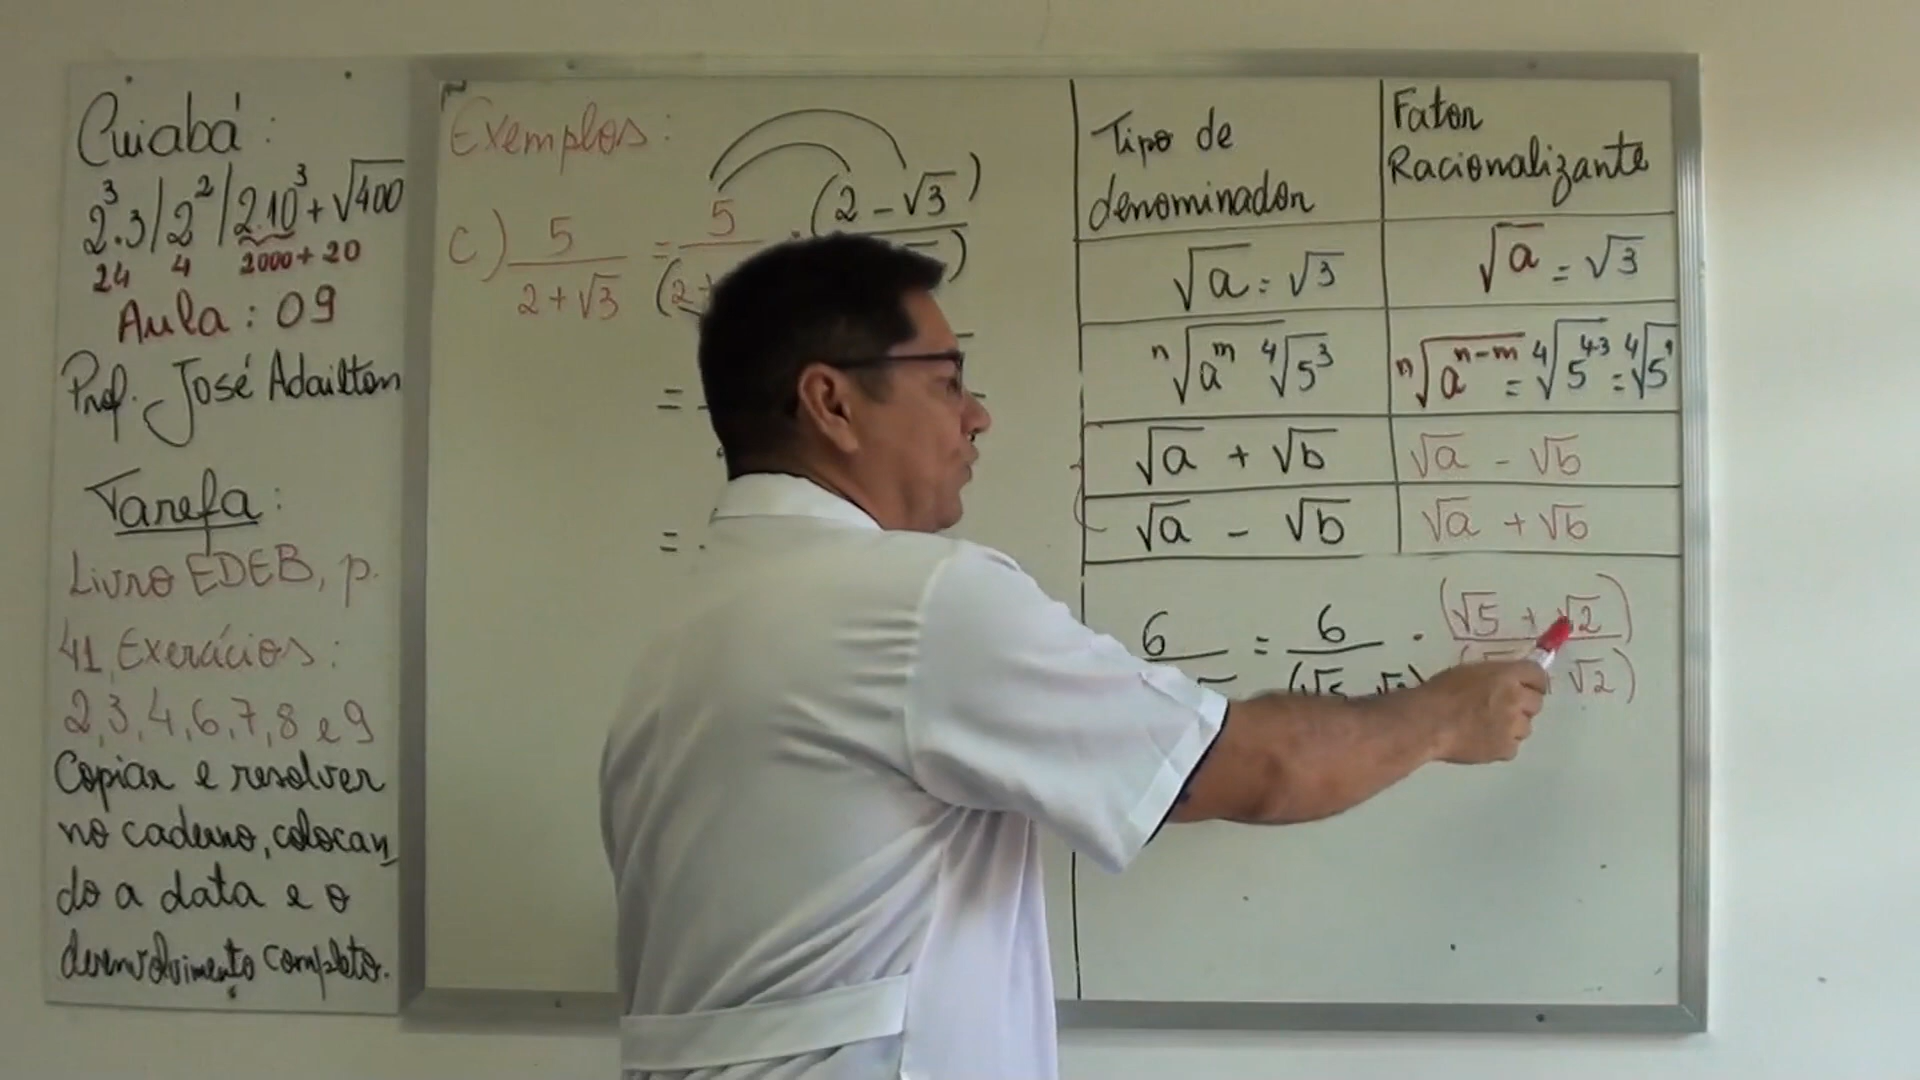 Cuiabá:
2³.3/2²/2.10³+√400
24 4 2000+20
Aula: 09
Prof. José Adailton
Tarefa:
Livro EDEB, p.
41, Exercícios:
2,3,4,6,7,8 e 9
Copiar e resolver
no caderno, colocan
do a data e o
desenvolvimento completo.
Exemplos:
c) 5/(2+√3) = 5/(2+ · (2-√3)/ )
=
=
Tipo de denominador
Fator Racionalizante
√a = √3
√a = √3
ⁿ√aᵐ ⁴√5³
ⁿ√aⁿ⁻ᵐ = ⁴√5⁴⁻³ = ⁴√5¹
√a + √b
√a - √b
√a - √b
√a + √b
6 = 6/(√5-√2) · (√5+√2)/( √2)